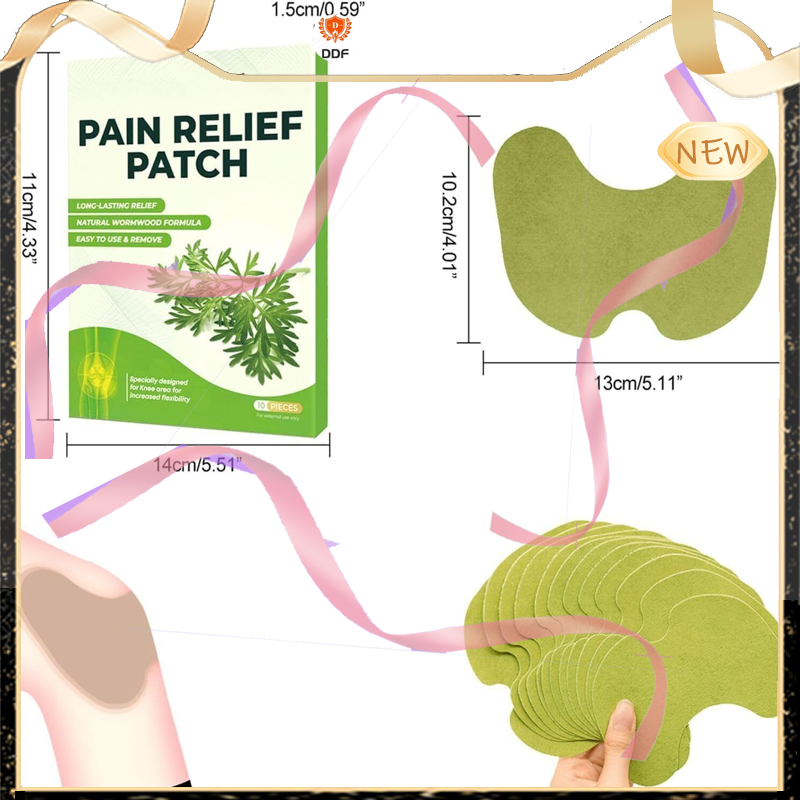 1.5cm/0.59”
D
DDF
PAIN RELIEF
PATCH
LONG-LASTING RELIEF
NATURAL WORMWOOD FORMULA
EASY TO USE & REMOVE
Specially designed
for Knee area for
increased flexibility
10 PIECES
For external use only
11cm/4.33”
14cm/5.51”
10.2cm/4.01”
13cm/5.11”
NEW